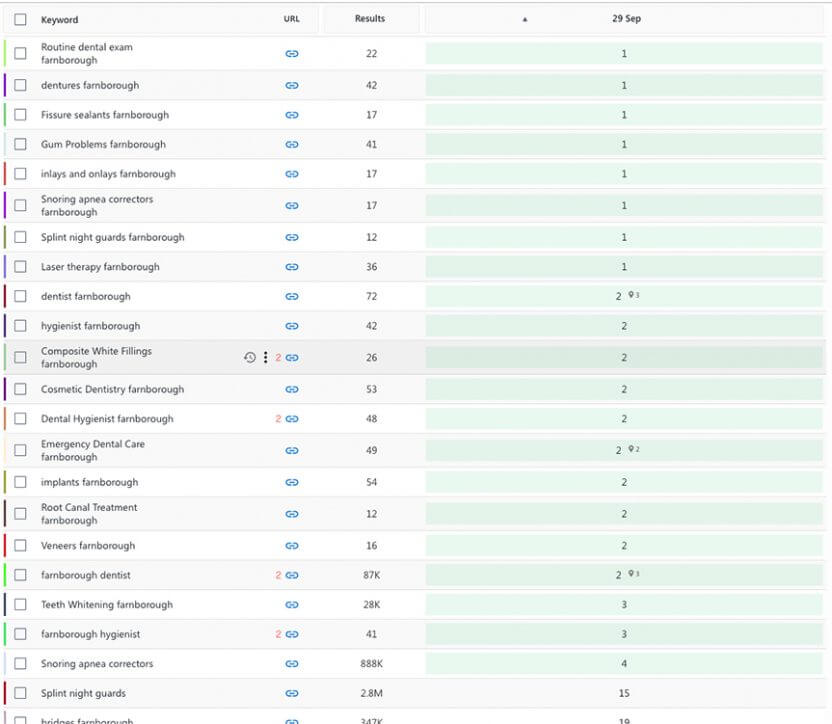 Keyword URL Results 29 Sep
Routine dental exam
farnborough 22 1
dentures farnborough 42 1
Fissure sealants farnborough 17 1
Gum Problems farnborough 41 1
inlays and onlays farnborough 17 1
Snoring apnea correctors
farnborough 17 1
Splint night guards farnborough 12 1
Laser therapy farnborough 36 1
dentist farnborough 72 2 3
hygienist farnborough 42 2
Composite White Fillings
farnborough 2 26 2
Cosmetic Dentistry farnborough 53 2
Dental Hygienist farnborough 2 48 2
Emergency Dental Care
farnborough 49 2 2
implants farnborough 54 2
Root Canal Treatment
farnborough 12 2
Veneers farnborough 16 2
farnborough dentist 2 87K 2 3
Teeth Whitening farnborough 28K 3
farnborough hygienist 2 41 3
Snoring apnea correctors 888K 4
Splint night guards 2.8M 15
bridges farnborough 347K 19